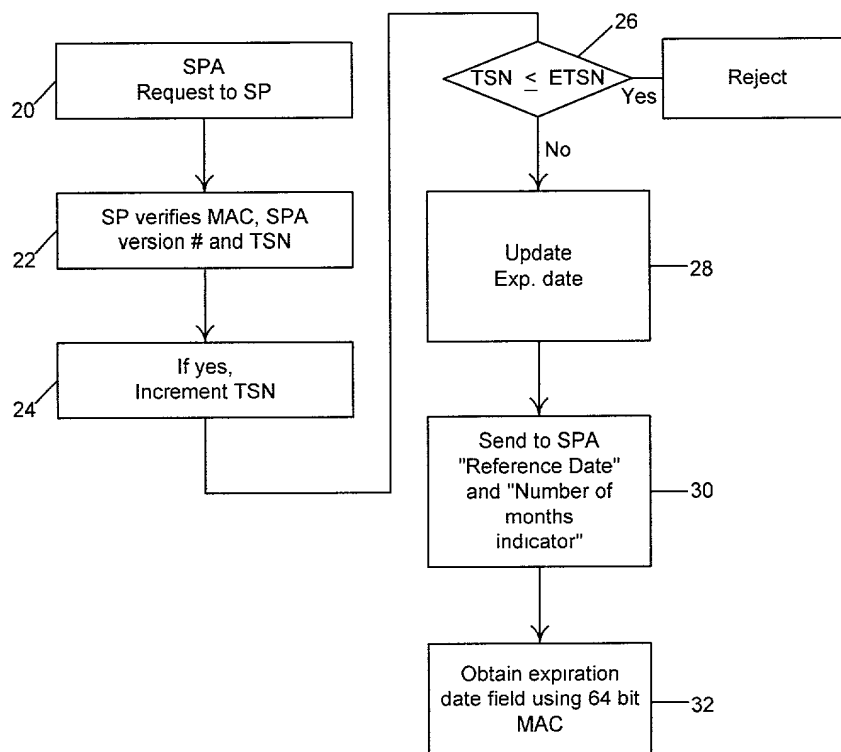 SPA
Request to SP
20
SP verifies MAC, SPA
version # and TSN
22
If yes,
Increment TSN
24
26
TSN ≤ ETSN
Yes
Reject
No
Update
Exp. date
28
Send to SPA
"Reference Date"
and "Number of
months
indicator"
30
Obtain expiration
date field using 64 bit
MAC
32